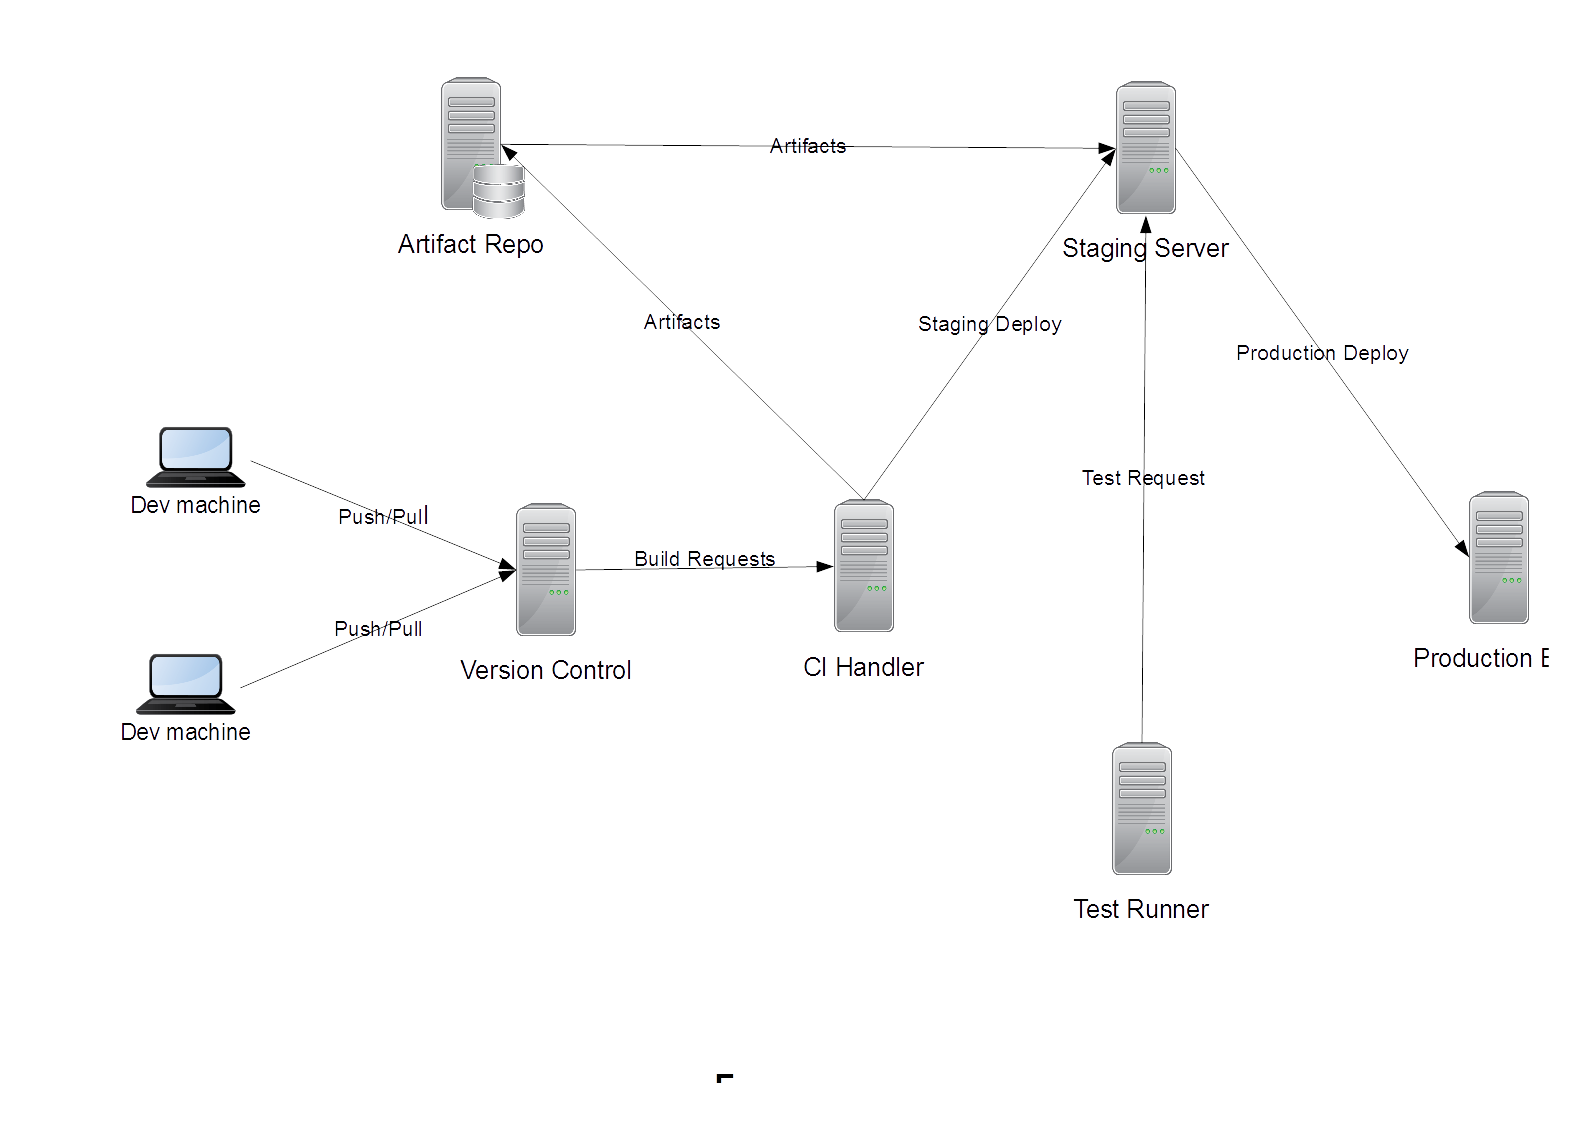 Artifacts
Artifact Repo
Staging Server
Artifacts
Staging Deploy
Production Deploy
Test Request
Dev machine
Push/Pull
Build Requests
Push/Pull
Production
Version Control
CI Handler
Dev machine
Test Runner